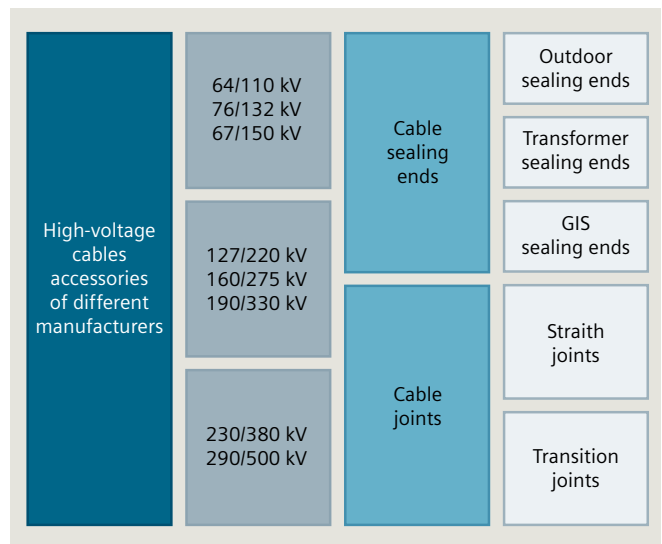 High-voltage
cables
accessories
of different
manufacturers
64/110 kV
76/132 kV
67/150 kV
127/220 kV
160/275 kV
190/330 kV
230/380 kV
290/500 kV
Cable
sealing
ends
Cable
joints
Outdoor
sealing ends
Transformer
sealing ends
GIS
sealing ends
Straith
joints
Transition
joints